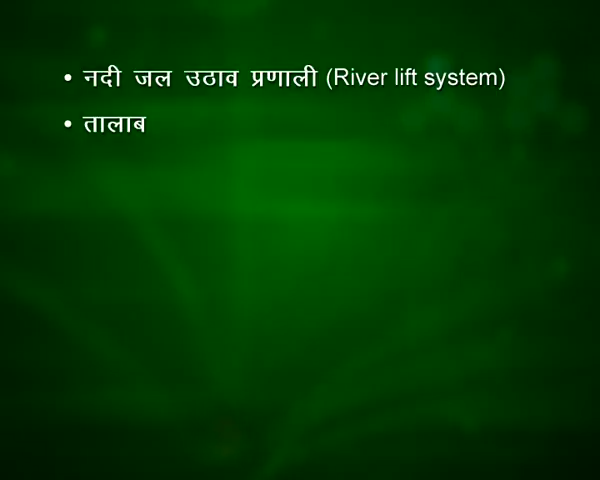 • नदी जल उठाव प्रणाली (River lift system)
• तालाब